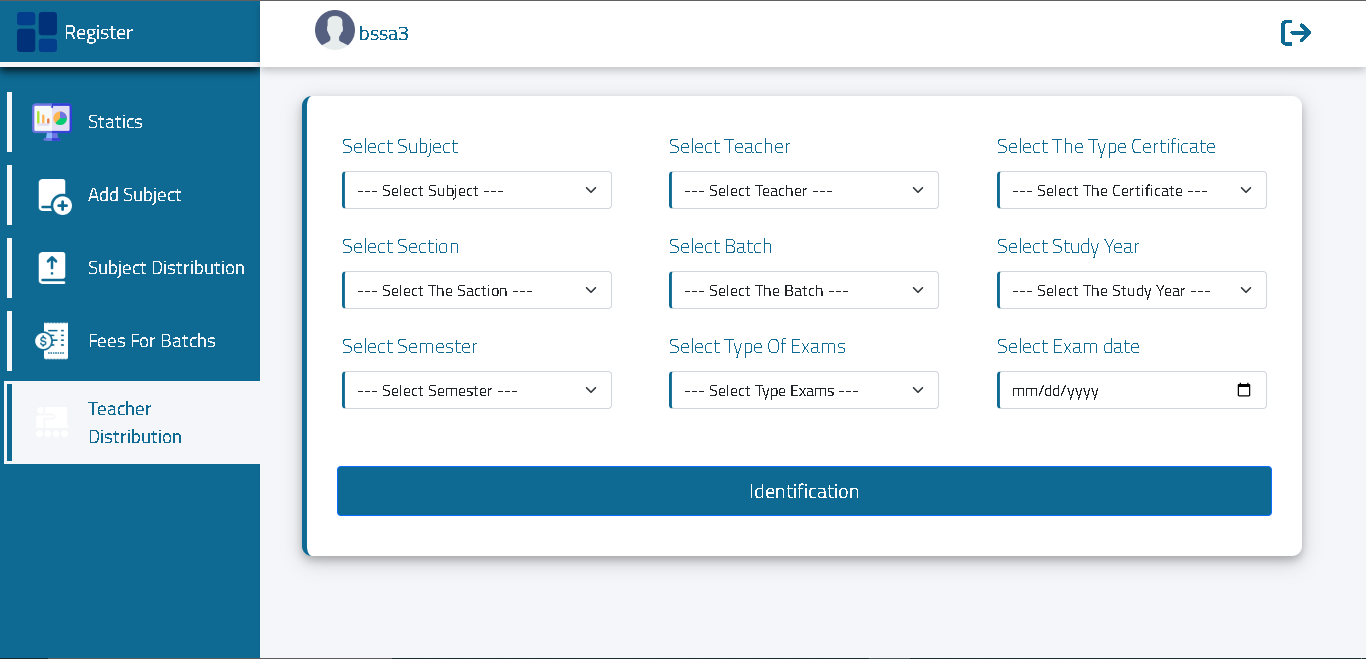 Register
bssa3
Statics
Add Subject
Subject Distribution
Fees For Batchs
Teacher
Distribution
Select Subject
Select Teacher
Select The Type Certificate
--- Select Subject ---
--- Select Teacher ---
--- Select The Certificate ---
Select Section
Select Batch
Select Study Year
--- Select The Saction ---
--- Select The Batch ---
--- Select The Study Year ---
Select Semester
Select Type Of Exams
Select Exam date
--- Select Semester ---
--- Select Type Exams ---
mm/dd/yyyy
Identification